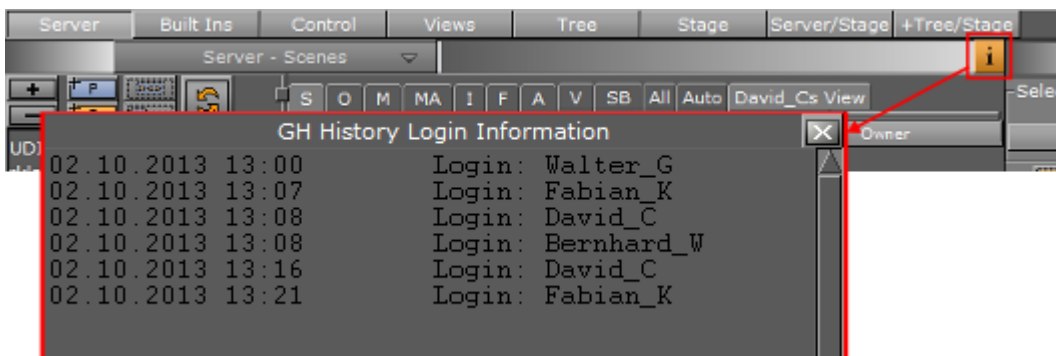 Server Built Ins Control Views Tree Stage Server/Stage +Tree/Stage
Server - Scenes i
+ P S O M MA I F A V SB All Auto David_Cs View
Owner
GH History Login Information
02.10.2013 13:00 Login: Walter_G
02.10.2013 13:07 Login: Fabian_K
02.10.2013 13:08 Login: David_C
02.10.2013 13:08 Login: Bernhard_W
02.10.2013 13:16 Login: David_C
02.10.2013 13:21 Login: Fabian_K